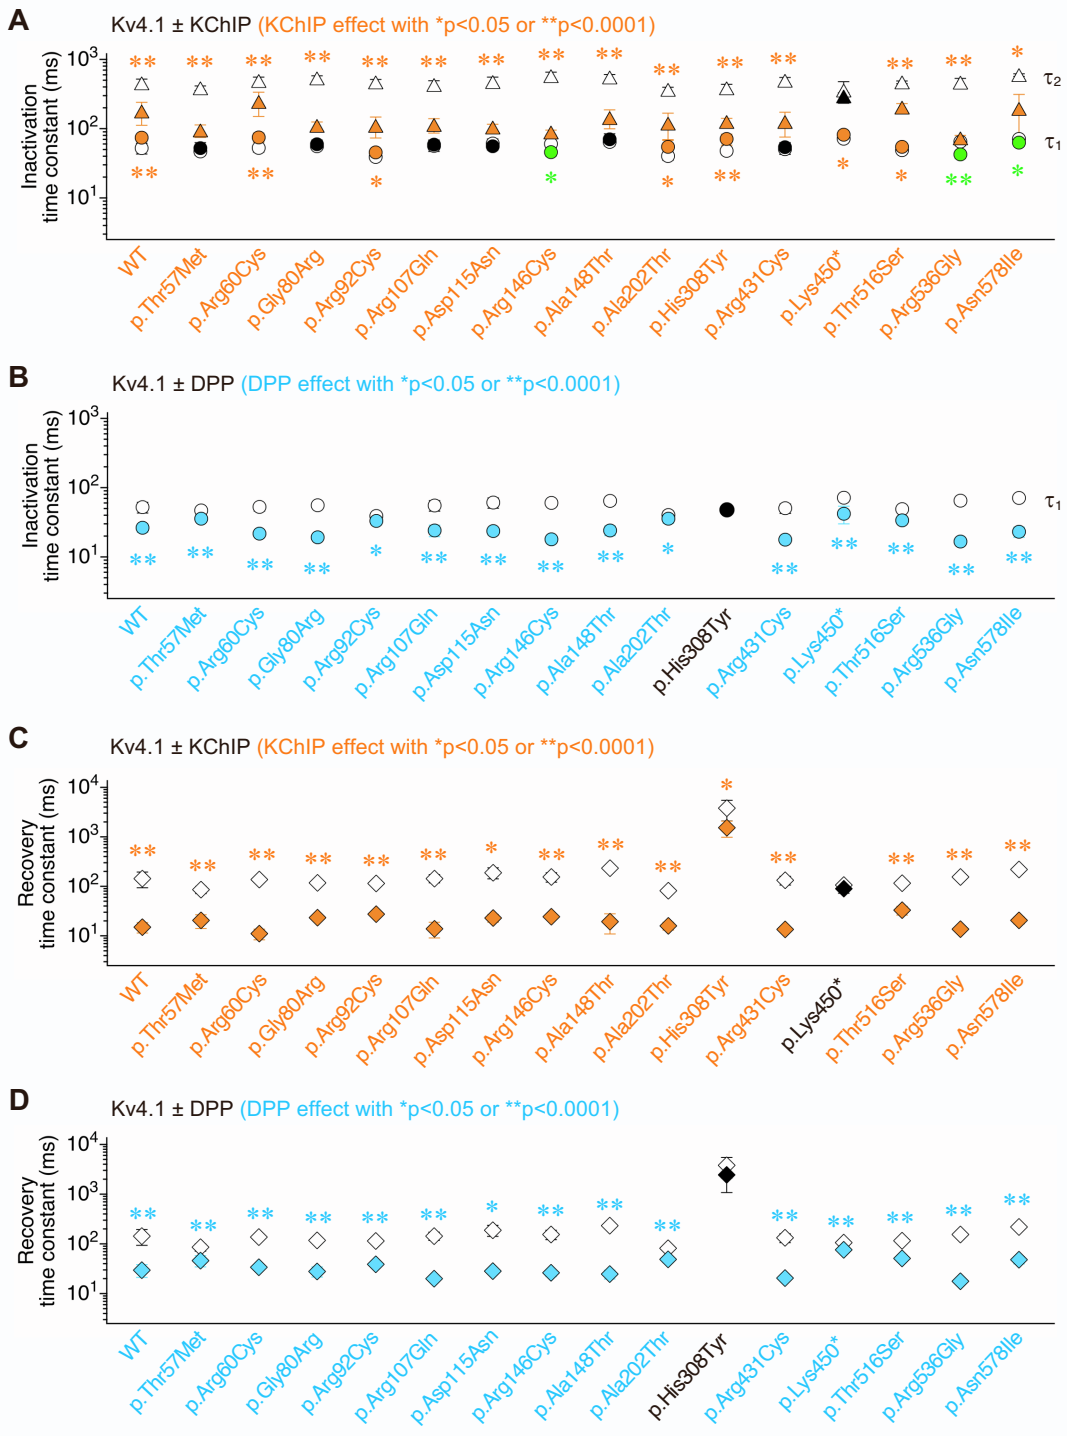 A
Kv4.1 ± KChIP (KChIP effect with *p<0.05 or **p<0.0001)
Inactivation
time constant (ms)
10³
10²
10¹
** ** ** ** ** ** ** ** ** ** ** ** ** ** *
τ₂
τ₁
** ** * * * ** * * ** *
WT
p.Thr57Met
p.Arg60Cys
p.Gly80Arg
p.Arg92Cys
p.Arg107Gln
p.Asp115Asn
p.Arg146Cys
p.Ala148Thr
p.Ala202Thr
p.His308Tyr
p.Arg431Cys
p.Lys450*
p.Thr516Ser
p.Arg536Gly
p.Asn578Ile
B
Kv4.1 ± DPP (DPP effect with *p<0.05 or **p<0.0001)
Inactivation
time constant (ms)
10³
10²
10¹
τ₁
** ** ** ** * ** ** ** ** * ** ** ** ** **
WT
p.Thr57Met
p.Arg60Cys
p.Gly80Arg
p.Arg92Cys
p.Arg107Gln
p.Asp115Asn
p.Arg146Cys
p.Ala148Thr
p.Ala202Thr
p.His308Tyr
p.Arg431Cys
p.Lys450*
p.Thr516Ser
p.Arg536Gly
p.Asn578Ile
C
Kv4.1 ± KChIP (KChIP effect with *p<0.05 or **p<0.0001)
Recovery
time constant (ms)
10⁴
10³
10²
10¹
** ** ** ** ** ** * ** ** ** * ** ** ** **
WT
p.Thr57Met
p.Arg60Cys
p.Gly80Arg
p.Arg92Cys
p.Arg107Gln
p.Asp115Asn
p.Arg146Cys
p.Ala148Thr
p.Ala202Thr
p.His308Tyr
p.Arg431Cys
p.Lys450*
p.Thr516Ser
p.Arg536Gly
p.Asn578Ile
D
Kv4.1 ± DPP (DPP effect with *p<0.05 or **p<0.0001)
Recovery
time constant (ms)
10⁴
10³
10²
10¹
** ** ** ** ** ** * ** ** ** ** ** ** ** **
WT
p.Thr57Met
p.Arg60Cys
p.Gly80Arg
p.Arg92Cys
p.Arg107Gln
p.Asp115Asn
p.Arg146Cys
p.Ala148Thr
p.Ala202Thr
p.His308Tyr
p.Arg431Cys
p.Lys450*
p.Thr516Ser
p.Arg536Gly
p.Asn578Ile